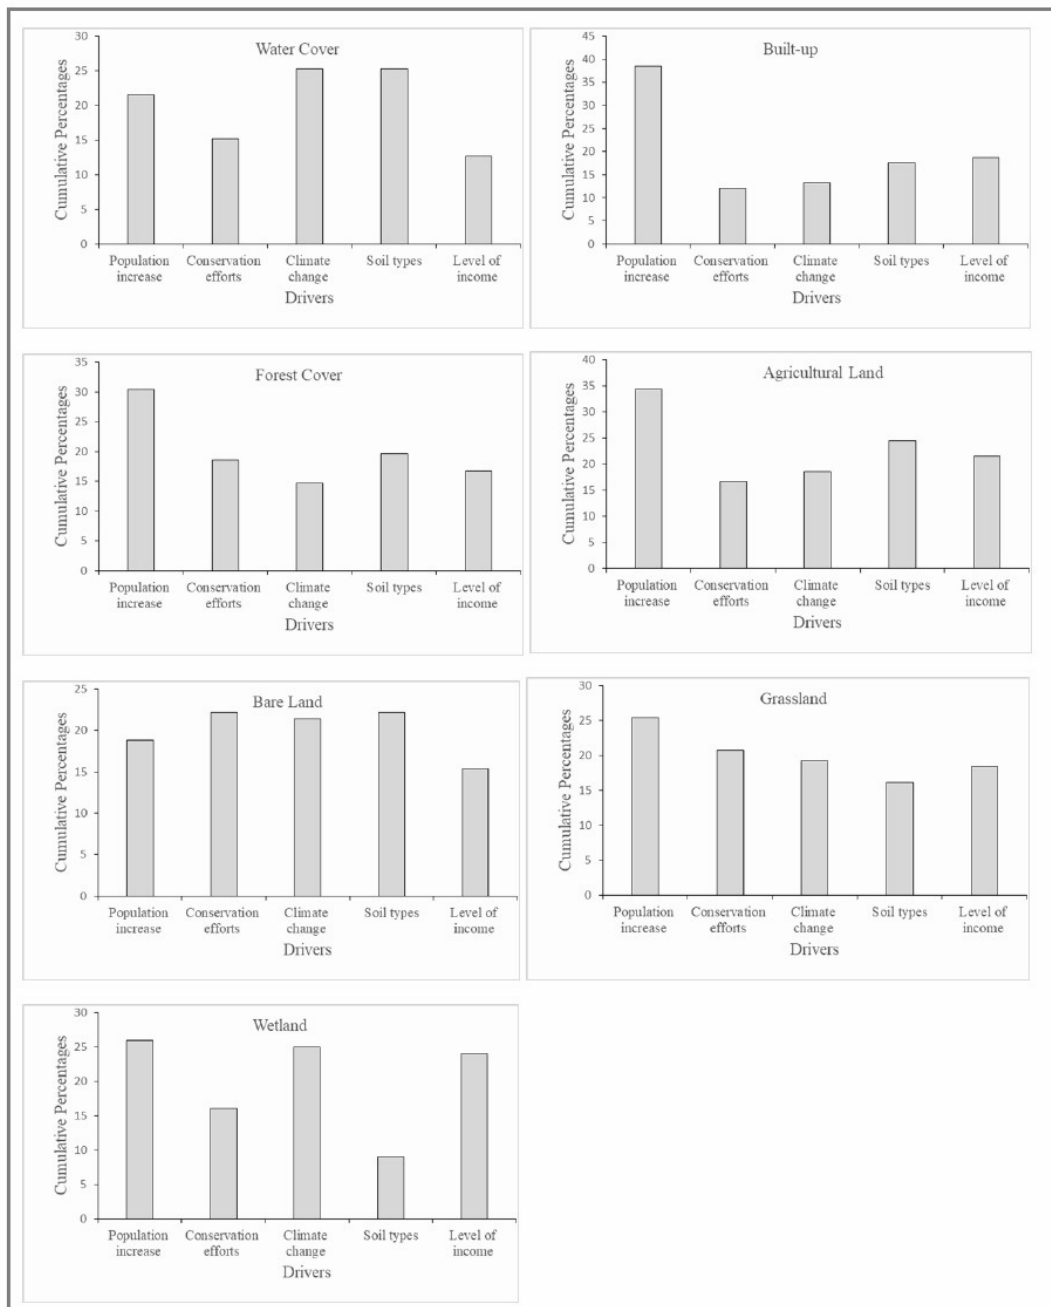 Water Cover
Cumulative Percentages
30
25
20
15
10
5
0
Population increase
Conservation efforts
Climate change
Soil types
Level of income
Drivers
Built-up
Cumulative Percentages
45
40
35
30
25
20
15
10
5
0
Population increase
Conservation efforts
Climate change
Soil types
Level of income
Drivers
Forest Cover
Cumulative Percentages
35
30
25
20
15
10
5
0
Population increase
Conservation efforts
Climate change
Soil types
Level of income
Drivers
Agricultural Land
Cumulative Percentages
40
35
30
25
20
15
10
5
0
Population increase
Conservation efforts
Climate change
Soil types
Level of income
Drivers
Bare Land
Cumulative Percentages
25
20
15
10
5
0
Population increase
Conservation efforts
Climate change
Soil types
Level of income
Drivers
Grassland
Cumulative Percentages
30
25
20
15
10
5
0
Population increase
Conservation efforts
Climate change
Soil types
Level of income
Drivers
Wetland
Cumulative Percentages
30
25
20
15
10
5
0
Population increase
Conservation efforts
Climate change
Soil types
Level of income
Drivers